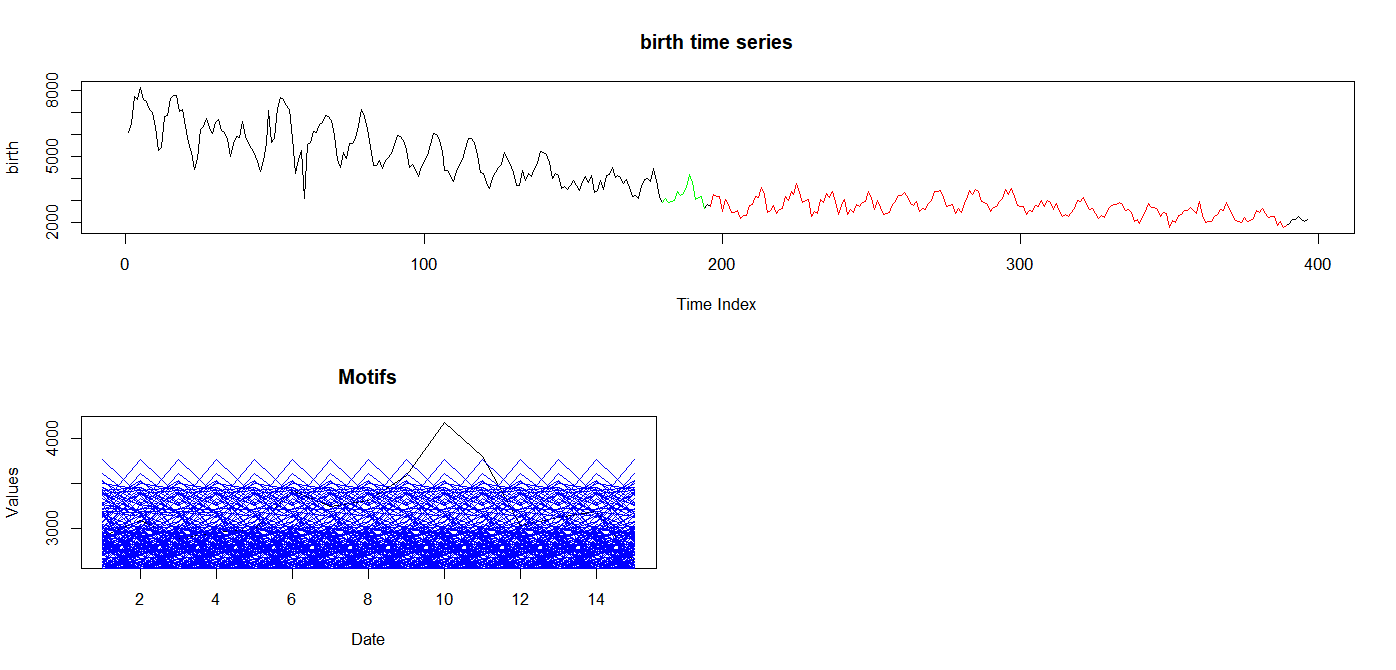 birth time series
birth
8000
5000
2000
0 100 200 300 400
Time Index
Motifs
Values
4000
3000
2 4 6 8 10 12 14
Date